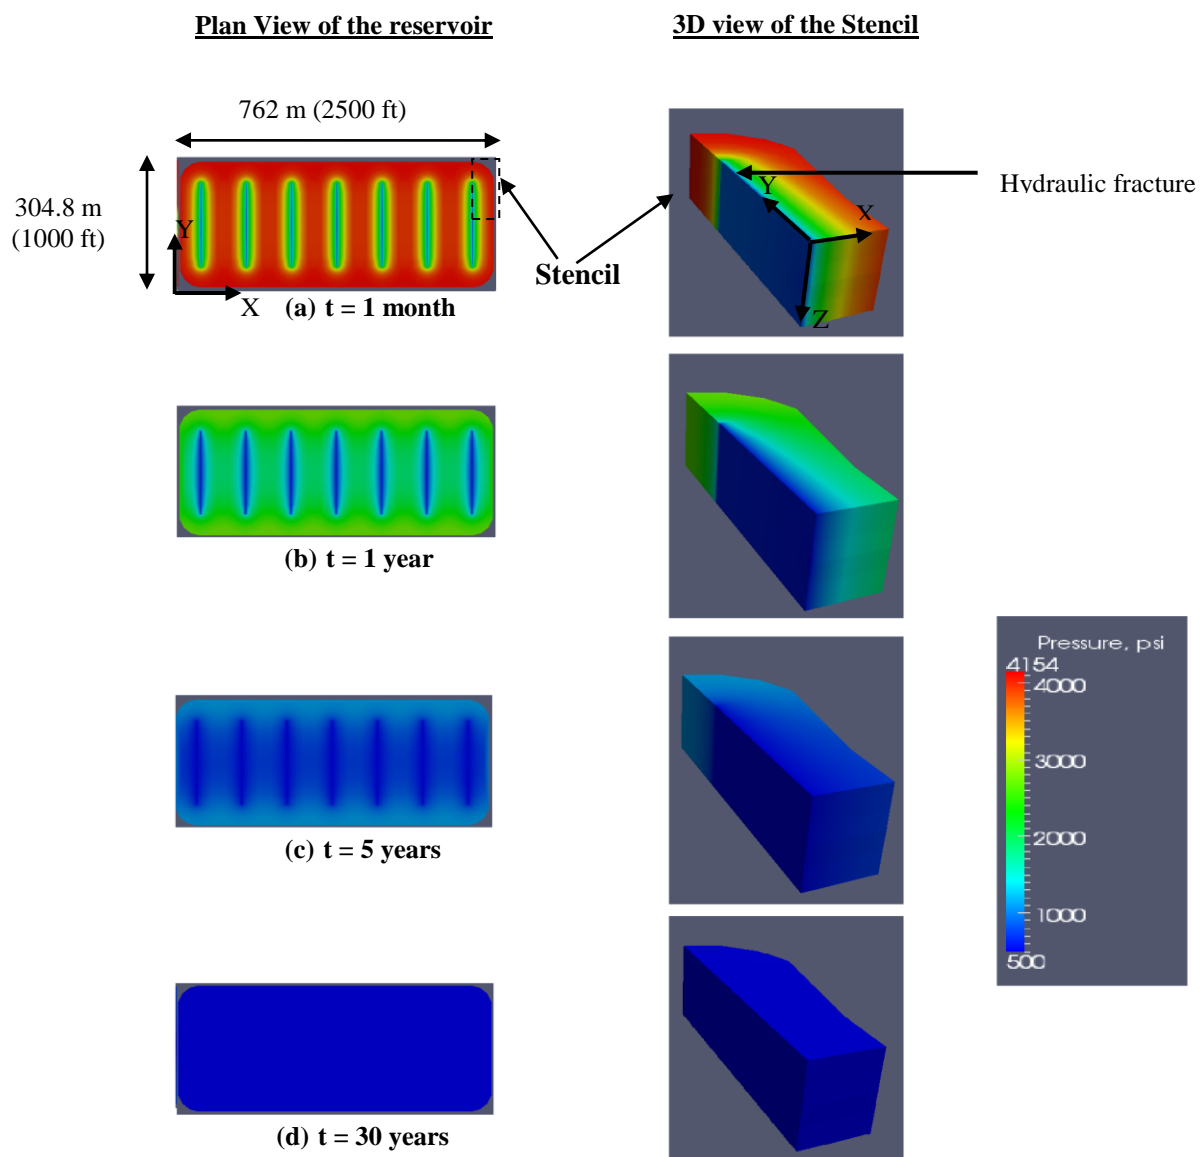 Plan View of the reservoir
3D view of the Stencil
762 m (2500 ft)
304.8 m
(1000 ft)
Y
X
(a) t = 1 month
Stencil
Hydraulic fracture
Y
X
Z
(b) t = 1 year
Pressure, psi
4154
4000
3000
2000
1000
500
(c) t = 5 years
(d) t = 30 years